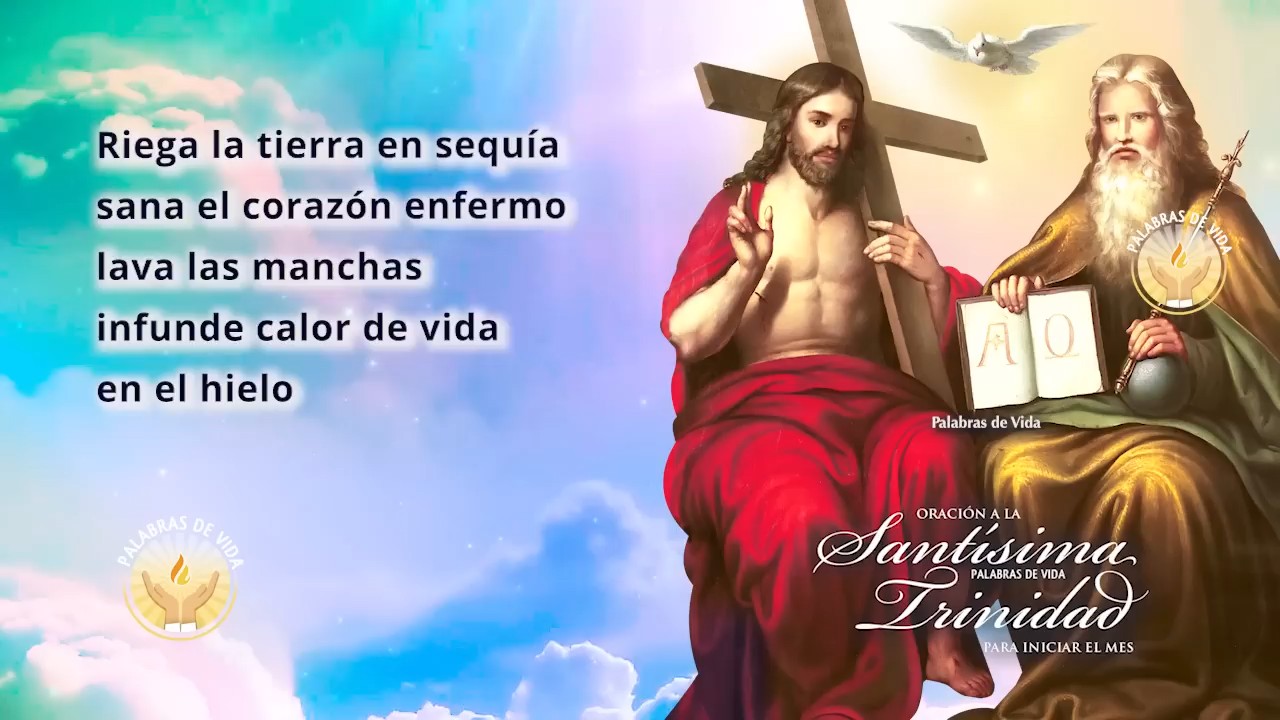 Riega la tierra en sequía
sana el corazón enfermo
lava las manchas
infunde calor de vida
en el hielo
PALABRAS DE VIDA
A Ω
Palabras de Vida
ORACIÓN A LA
Santísima
PALABRAS DE VIDA
Trinidad
PARA INICIAR EL MES
PALABRAS DE VIDA